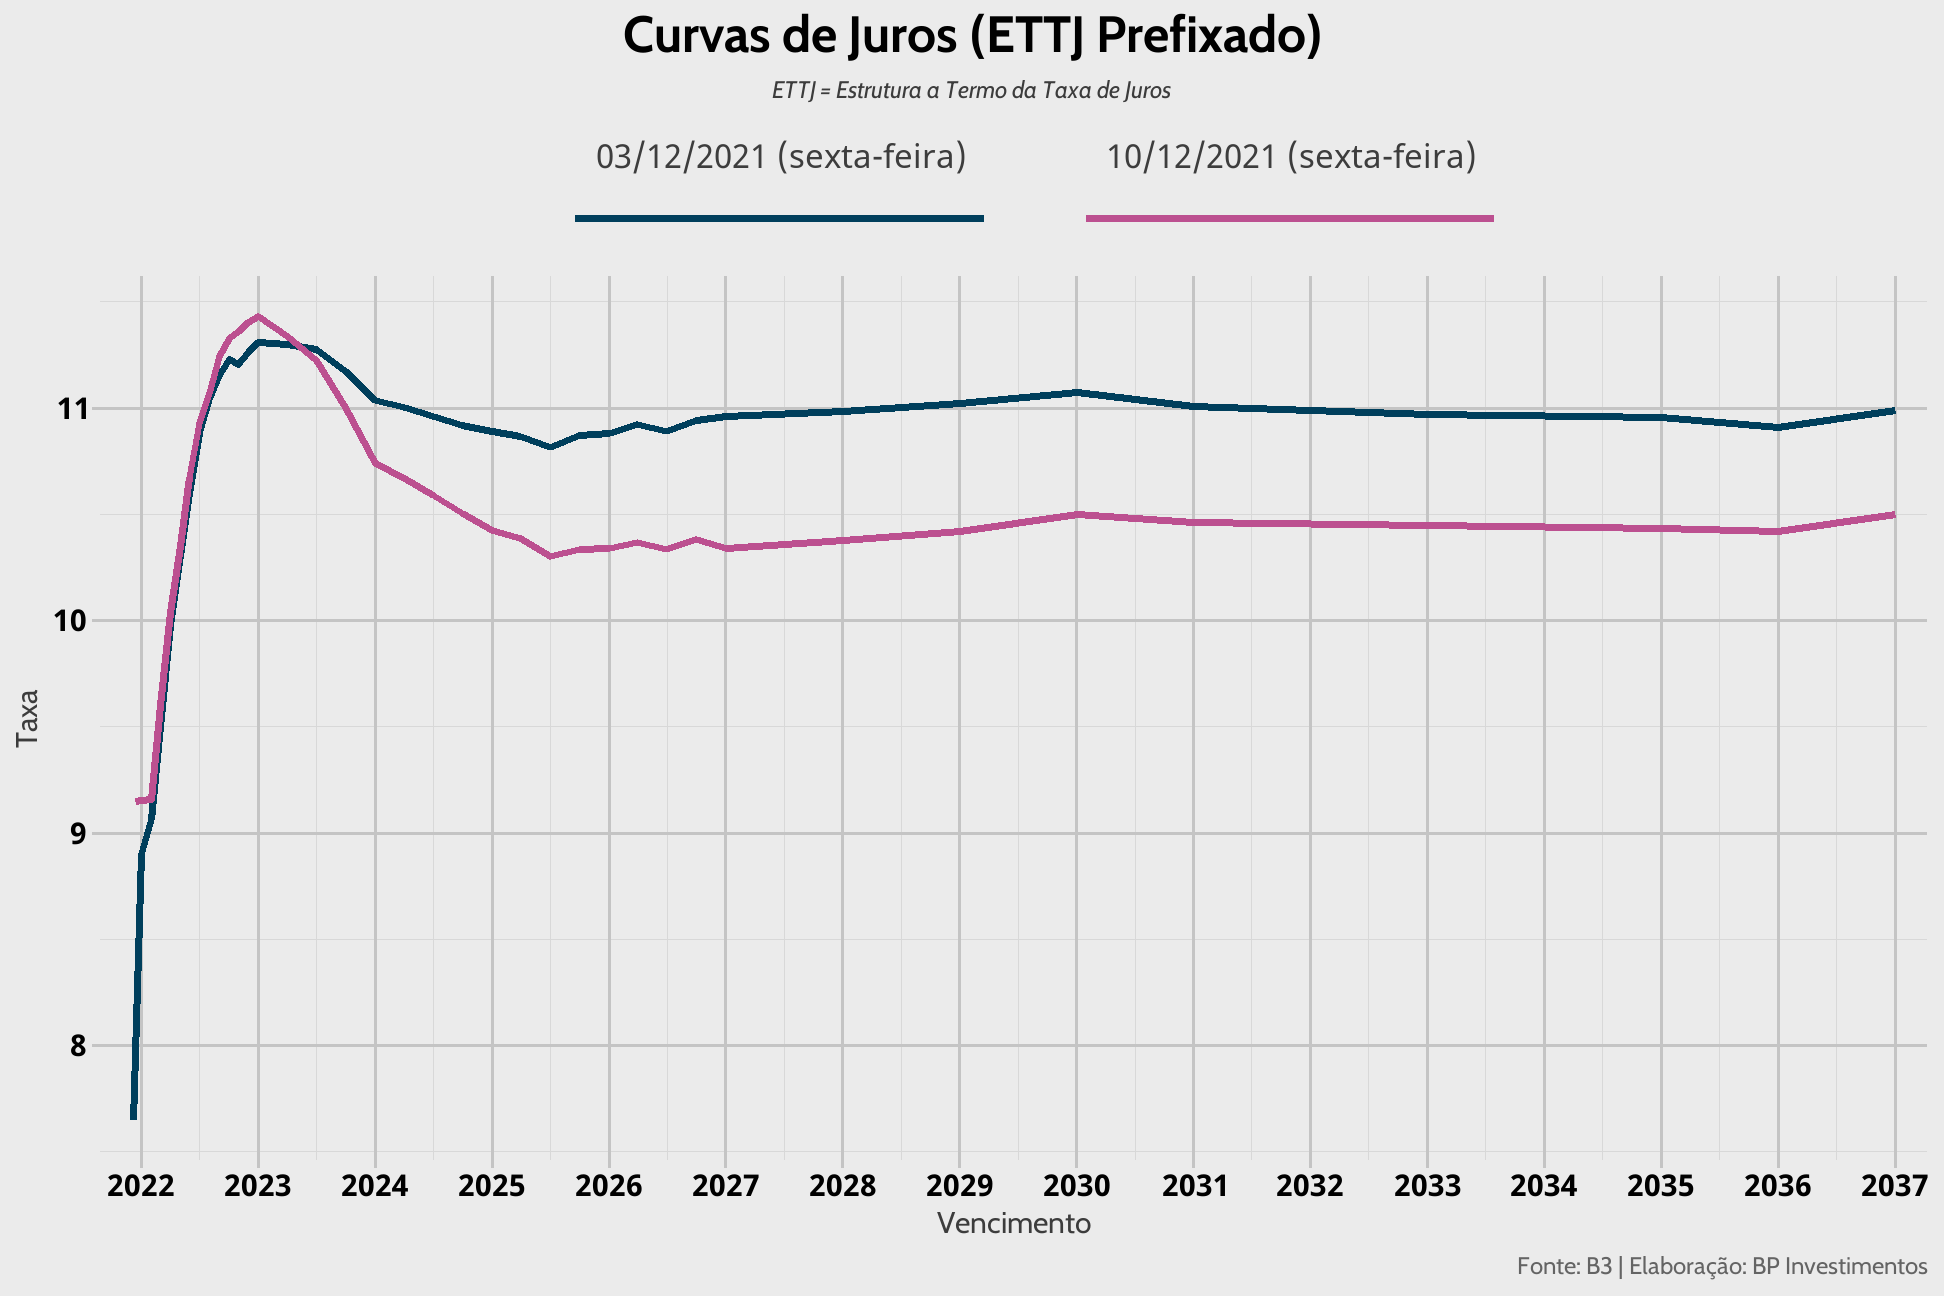 Curvas de Juros (ETTJ Prefixado)
ETTJ = Estrutura a Termo da Taxa de Juros
03/12/2021 (sexta-feira) 10/12/2021 (sexta-feira)
11
10
9
8
Taxa
2022 2023 2024 2025 2026 2027 2028 2029 2030 2031 2032 2033 2034 2035 2036 2037
Vencimento
Fonte: B3 | Elaboração: BP Investimentos